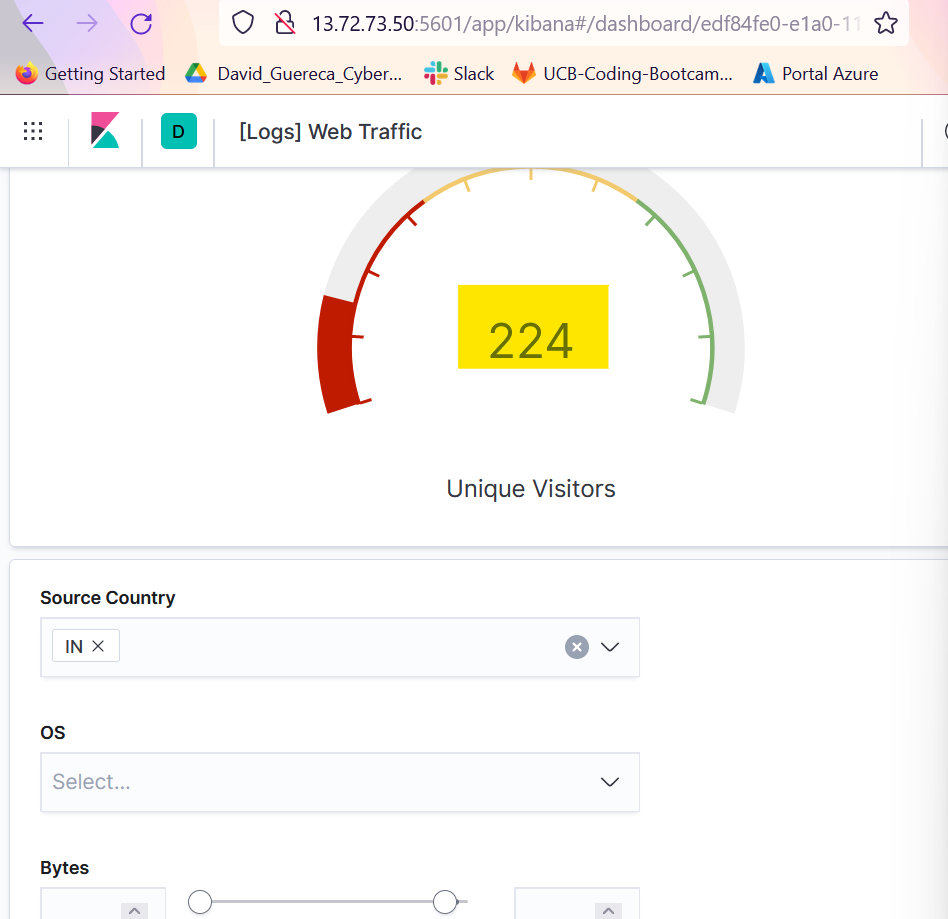 13.72.73.50:5601/app/kibana#/dashboard/edf84fe0-e1a0-11
Getting Started David_Guereca_Cyber... Slack UCB-Coding-Bootcam... Portal Azure
D [Logs] Web Traffic
224
Unique Visitors
Source Country
IN
OS
Select...
Bytes